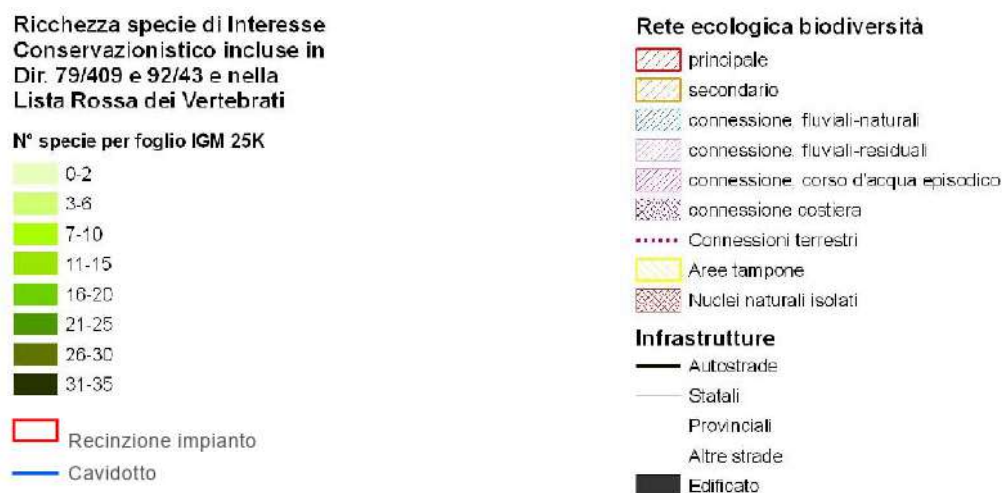 Ricchezza specie di Interesse
Conservazionistico incluse in
Dir. 79/409 e 92/43 e nella
Lista Rossa dei Vertebrati
N° specie per foglio IGM 25K
0-2
3-6
7-10
11-15
16-20
21-25
26-30
31-35
Recinzione impianto
Cavidotto
Rete ecologica biodiversità
principale
secondario
connessione, fluviali-naturali
connessione, fluviali-residuali
connessione, corso d'acqua episodico
connessione costiera
Connessioni terrestri
Aree tampone
Nuclei naturali isolati
Infrastrutture
Autostrade
Statali
Provinciali
Altre strade
Edificato